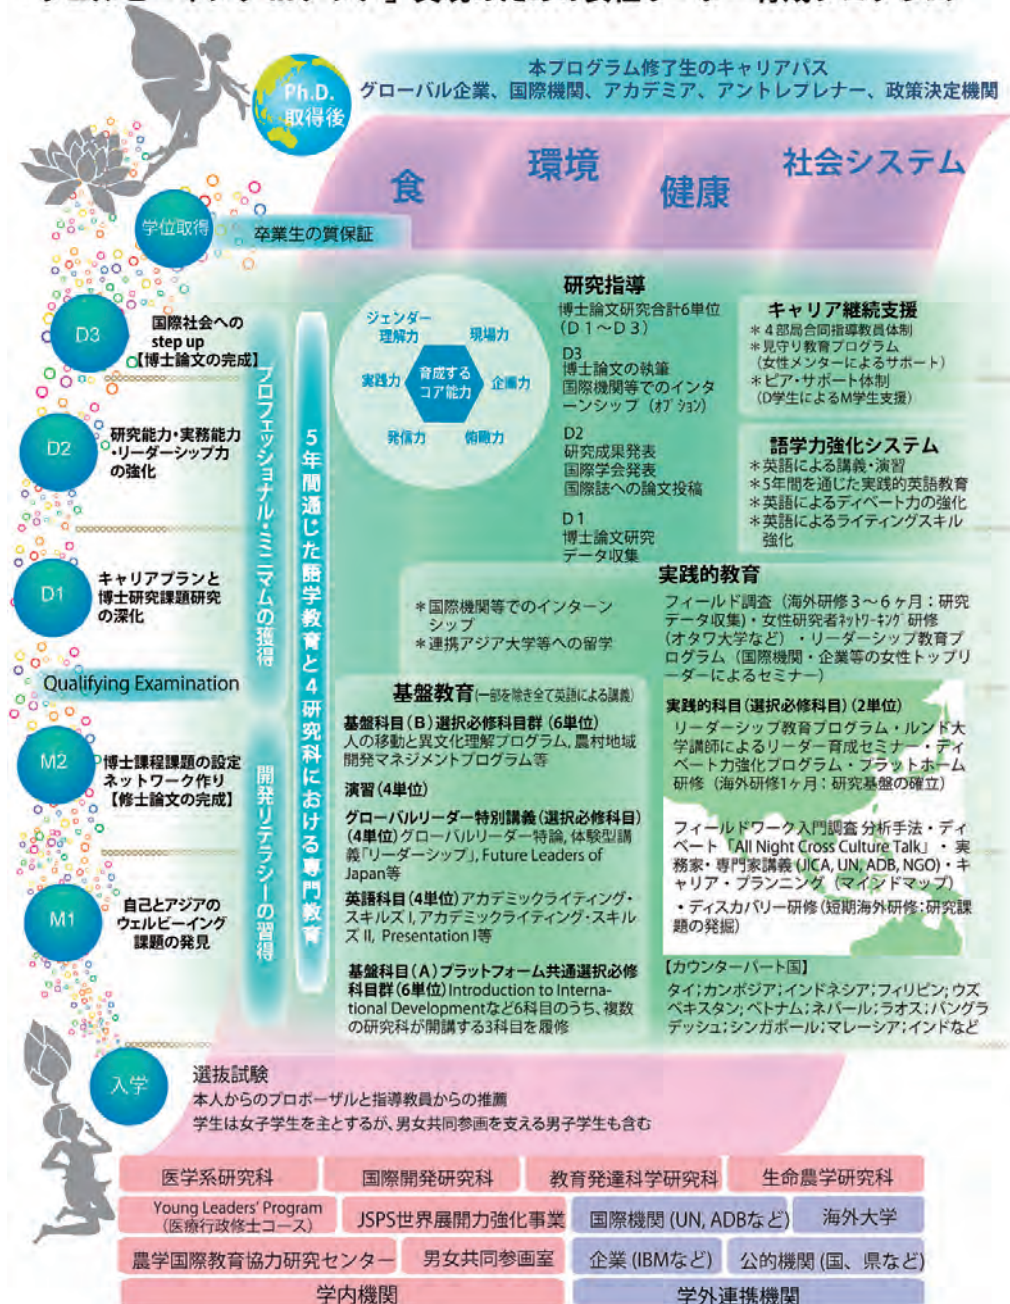 Ph.D.
取得後
本プログラム修了生のキャリアパス
グローバル企業、国際機関、アカデミア、アントレプレナー、政策決定機関
食
環境
健康
社会システム
学位取得
卒業生の質保証
D3
国際社会への
step up
【博士論文の完成】
D2
研究能力・実務能力
・リーダーシップ力
の強化
D1
キャリアプランと
博士研究課題研究
の深化
Qualifying Examination
M2
博士課程課題の設定
ネットワーク作り
【修士論文の完成】
M1
自己とアジアの
ウェルビーイング
課題の発見
プロフェッショナル・ミニマムの獲得
開発リテラシーの習得
5年間通じた語学教育と4研究科における専門教育
ジェンダー
理解力
現場力
実践力
育成する
コア能力
企画力
発信力
俯瞰力
研究指導
博士論文研究合計6単位
(D1~D3)
D3
博士論文の執筆
国際機関等でのインタ
ーンシップ(オプション)
D2
研究成果発表
国際学会発表
国際誌への論文投稿
D1
博士論文研究
データ収集
キャリア継続支援
*4部局合同指導教員体制
*見守り教育プログラム
(女性メンターによるサポート)
*ピア・サポート体制
(D学生によるM学生支援)
語学力強化システム
*英語による講義・演習
*5年間を通じた実践的英語教育
*英語によるディベート力の強化
*英語によるライティングスキル
強化
*国際機関等でのインターン
シップ
*連携アジア大学等への留学
実践的教育
フィールド調査(海外研修3~6ヶ月:研究
データ収集)・女性研究者ネットワーキング研修
(オタワ大学など)・リーダーシップ教育プ
ログラム(国際機関・企業等の女性トップリ
ーダーによるセミナー)
基盤教育(一部を除き全て英語による講義)
基盤科目(B)選択必修科目群(6単位)
人の移動と異文化理解プログラム,農村地域
開発マネジメントプログラム等
演習(4単位)
グローバルリーダー特別講義(選択必修科目)
(4単位)グローバルリーダー特論,体験型講
義「リーダーシップ」, Future Leaders of
Japan等
英語科目(4単位)アカデミックライティング・
スキルズ I, アカデミックライティング・スキル
ズ II, Presentation I等
基盤科目(A)プラットフォーム共通選択必修
科目群(6単位)Introduction to Interna-
tional Developmentなど6科目のうち、複数
の研究科が開講する3科目を履修
実践的科目(選択必修科目)(2単位)
リーダーシップ教育プログラム・ルンド大
学講師によるリーダー育成セミナー・ディ
ベート力強化プログラム・プラットホーム
研修(海外研修1ヶ月:研究基盤の確立)
フィールドワーク入門調査 分析手法・ディ
ベート「All Night Cross Culture Talk」・実
務家・専門家講義(JICA, UN, ADB, NGO)・キ
ャリア・プランニング(マインドマップ)
・ディスカバリー研修(短期海外研修:研究課
題の発掘)
【カウンターパート国】
タイ;カンボジア;インドネシア;フィリピン;ウズ
ベキスタン;ベトナム;ネパール;ラオス;バングラ
デッシュ;シンガポール;マレーシア;インドなど
入学
選抜試験
本人からのプロポーザルと指導教員からの推薦
学生は女子学生を主とするが、男女共同参画を支える男子学生も含む
医学系研究科
国際開発研究科
教育発達科学研究科
生命農学研究科
Young Leaders' Program
(医療行政修士コース)
JSPS世界展開力強化事業
国際機関 (UN, ADBなど)
海外大学
農学国際教育協力研究センター
男女共同参画室
企業 (IBMなど)
公的機関 (国、県など)
学内機関
学外連携機関